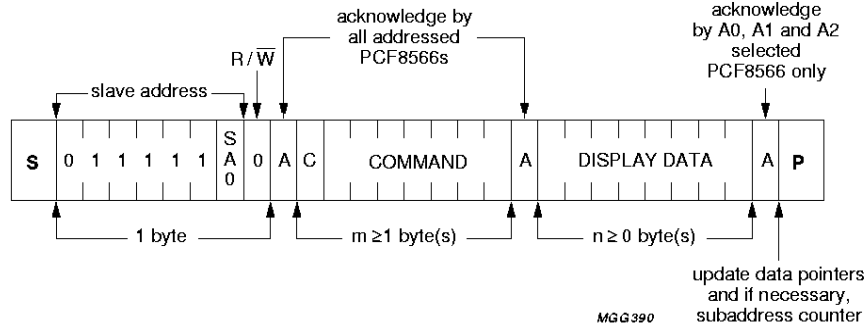 acknowledge by
all addressed
PCF8566s
acknowledge
by A0, A1 and A2
selected
PCF8566 only
R / W̅
slave address
S 0 1 1 1 1 1 S A 0 0 A C COMMAND A DISPLAY DATA A P
1 byte
m ≥1 byte(s)
n ≥ 0 byte(s)
update data pointers
and if necessary,
subaddress counter
MGG390